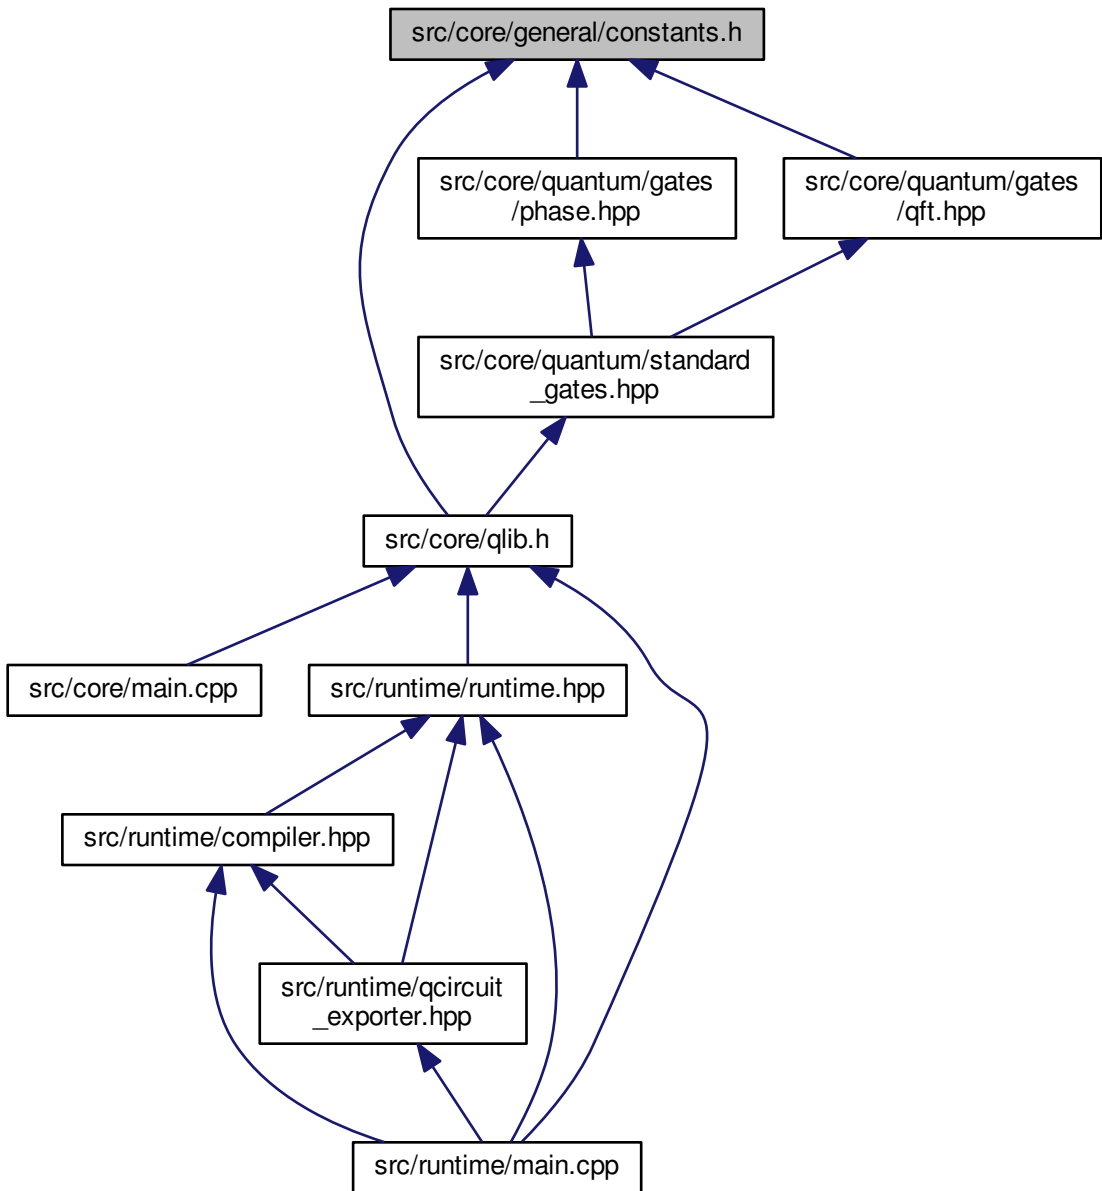 src/core/general/constants.h
src/core/quantum/gates
/phase.hpp
src/core/quantum/gates
/qft.hpp
src/core/quantum/standard
_gates.hpp
src/core/qlib.h
src/core/main.cpp
src/runtime/runtime.hpp
src/runtime/compiler.hpp
src/runtime/qcircuit
_exporter.hpp
src/runtime/main.cpp